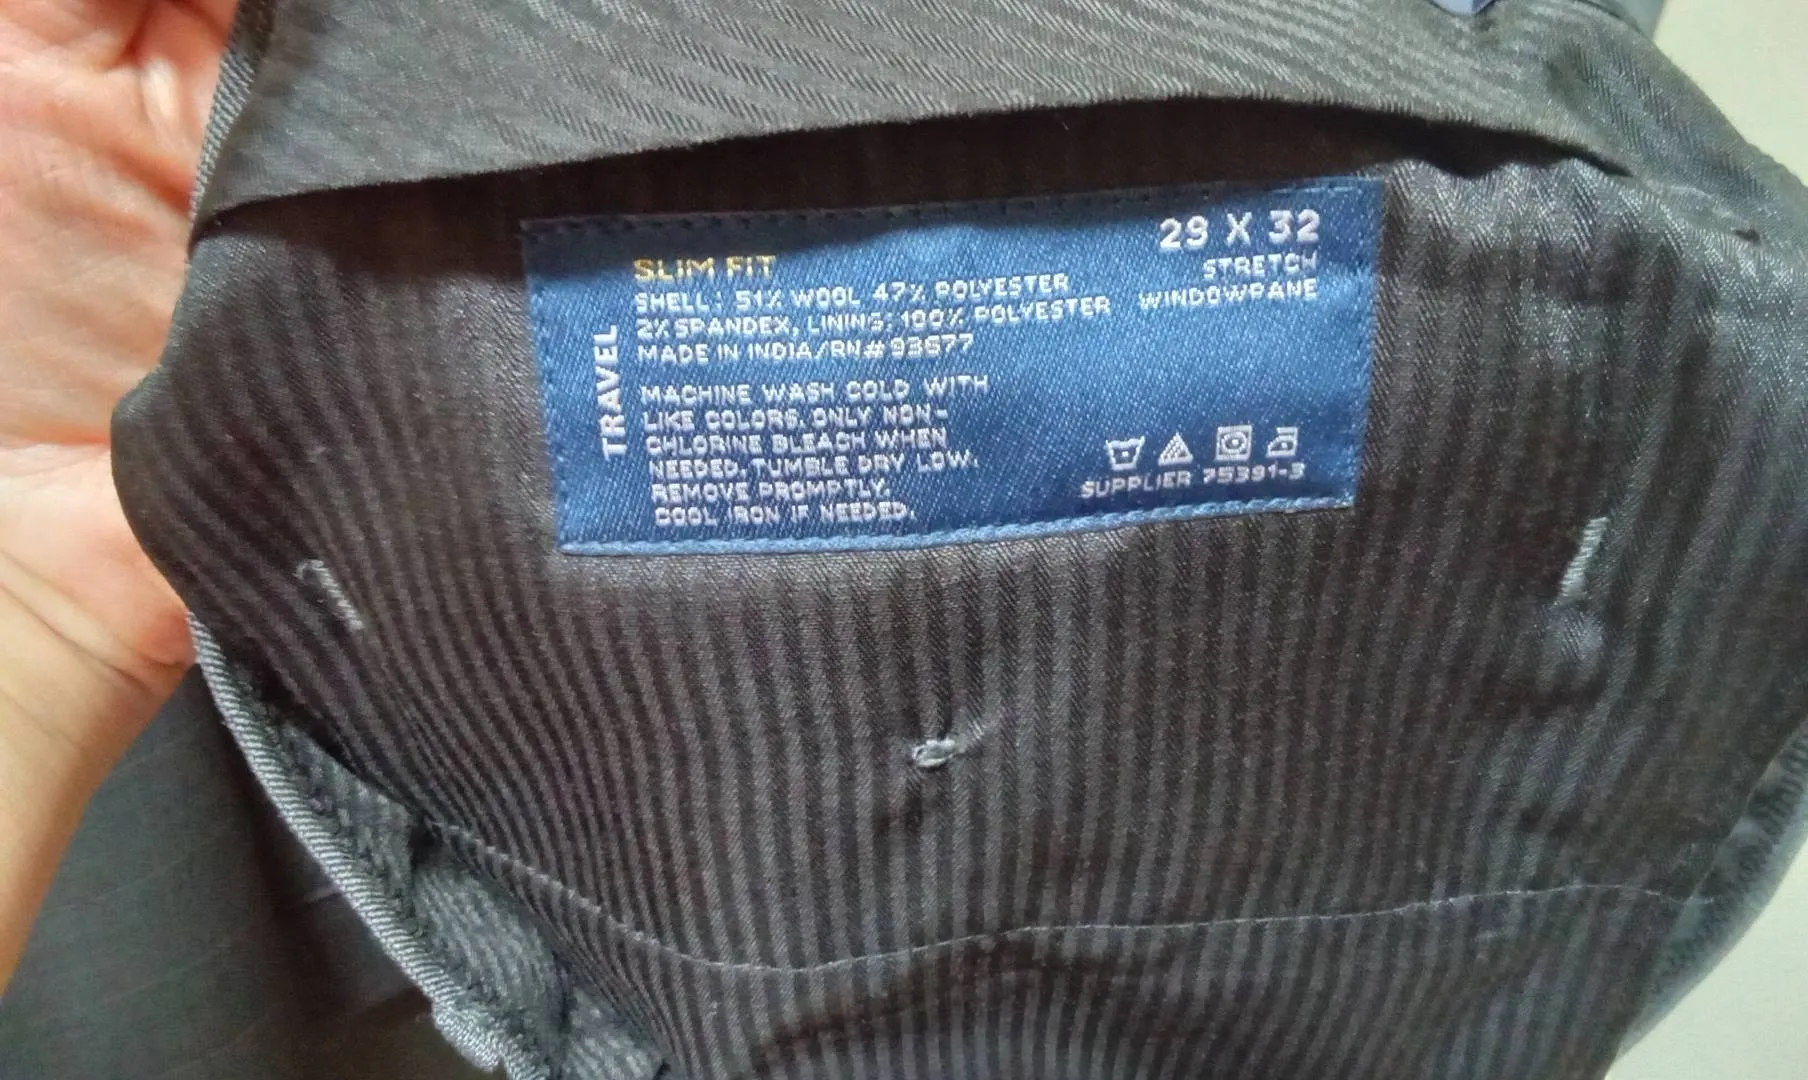 29 X 32
STRETCH
WINDOWPANE
SLIM FIT
SHELL: 51% WOOL 47% POLYESTER
2% SPANDEX, LINING: 100% POLYESTER
MADE IN INDIA/RN# 93677
TRAVEL
MACHINE WASH COLD WITH
LIKE COLORS. ONLY NON-
CHLORINE BLEACH WHEN
NEEDED. TUMBLE DRY LOW.
REMOVE PROMPTLY.
COOL IRON IF NEEDED.
SUPPLIER 75391-3